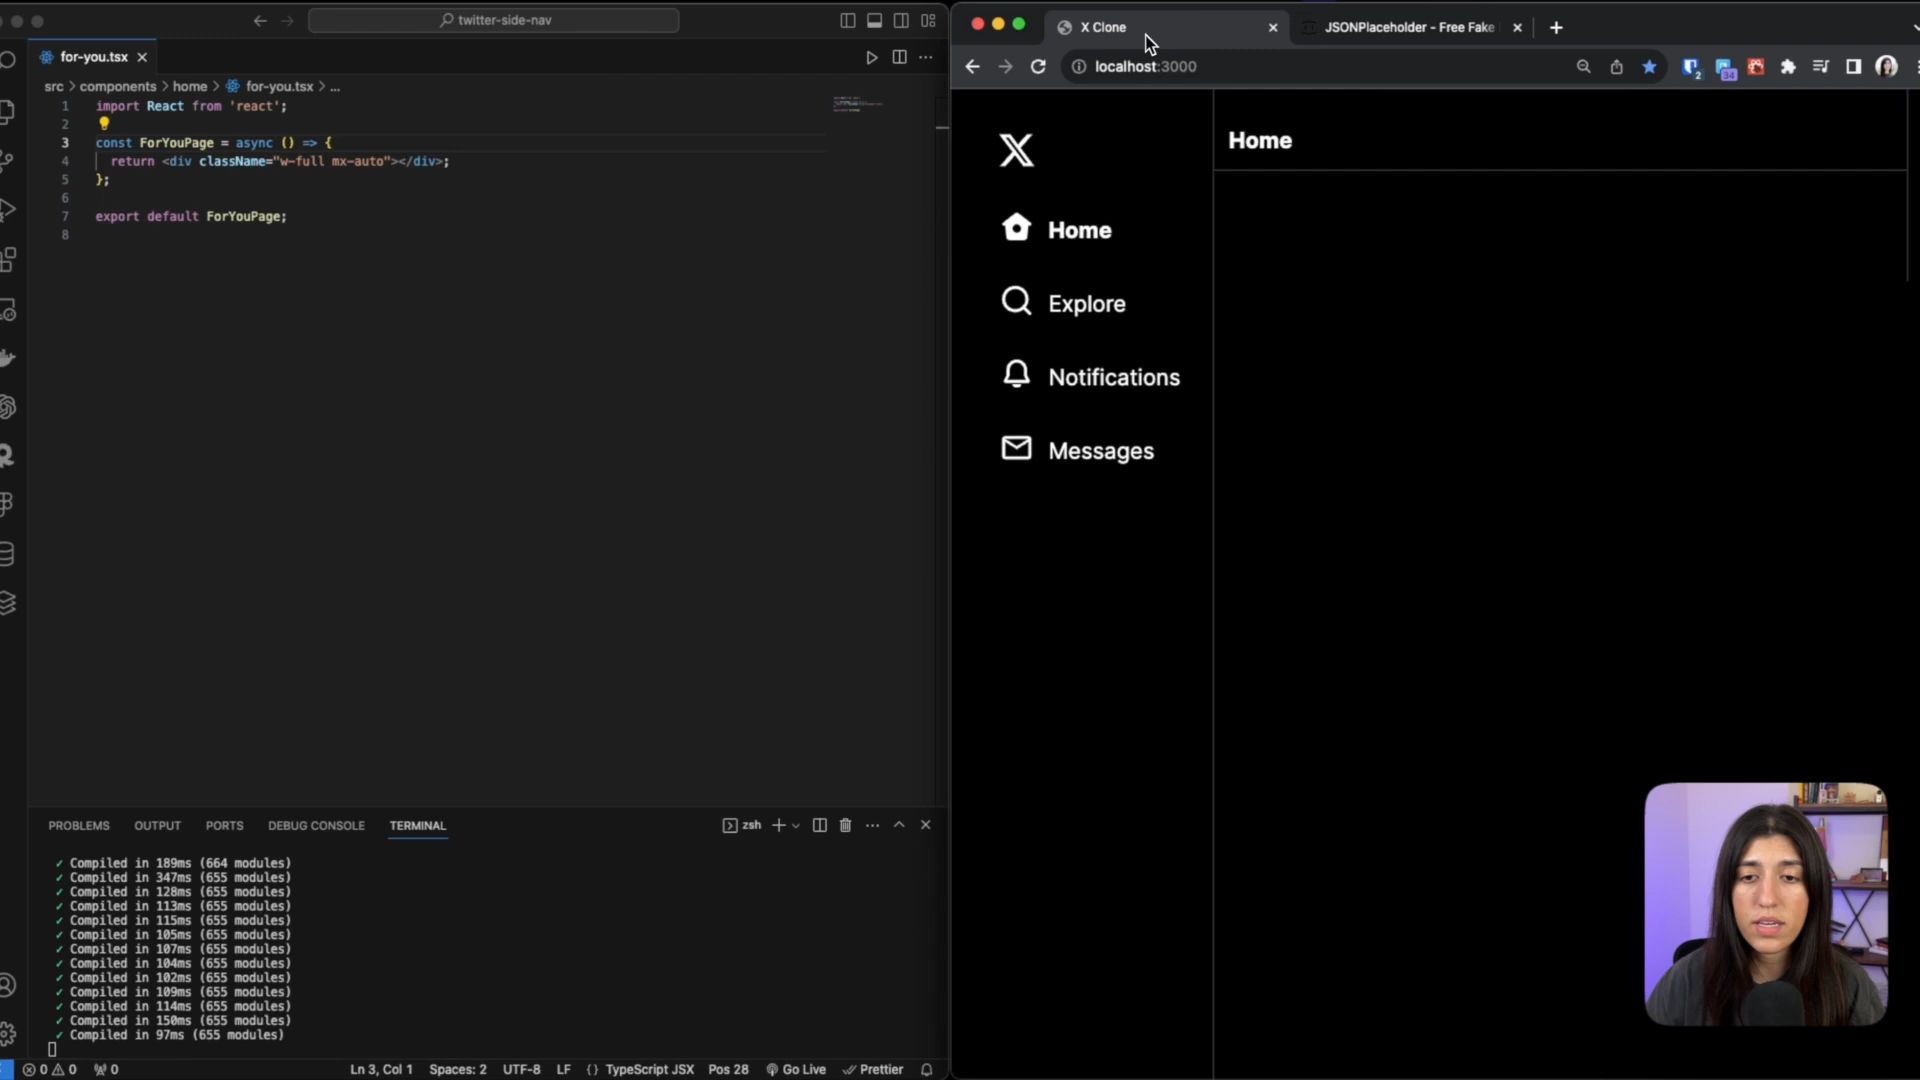 twitter-side-nav
for-you.tsx
src > components > home > for-you.tsx > ...
1 import React from 'react';
2
3 const ForYouPage = async () => {
4 return <div className="w-full mx-auto"></div>;
5 };
6
7 export default ForYouPage;
8
PROBLEMS OUTPUT PORTS DEBUG CONSOLE TERMINAL
zsh
✓ Compiled in 189ms (664 modules)
✓ Compiled in 347ms (655 modules)
✓ Compiled in 128ms (655 modules)
✓ Compiled in 113ms (655 modules)
✓ Compiled in 115ms (655 modules)
✓ Compiled in 105ms (655 modules)
✓ Compiled in 107ms (655 modules)
✓ Compiled in 104ms (655 modules)
✓ Compiled in 102ms (655 modules)
✓ Compiled in 109ms (655 modules)
✓ Compiled in 114ms (655 modules)
✓ Compiled in 150ms (655 modules)
✓ Compiled in 97ms (655 modules)
0 0 0 Ln 3, Col 1 Spaces: 2 UTF-8 LF {} TypeScript JSX Pos 28 Go Live Prettier
X Clone
JSONPlaceholder - Free Fake
localhost:3000
2
34
Home
Home
Explore
Notifications
Messages